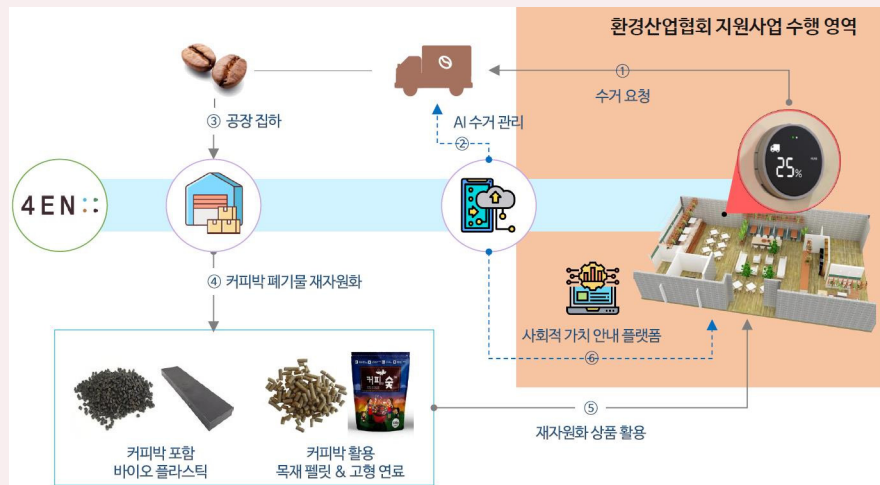 환경산업협회 지원사업 수행 영역
①
수거 요청
③ 공장 집하
AI 수거 관리
②
25%
4EN
④ 커피박 폐기물 재자원화
사회적 가치 안내 플랫폼
⑥
커피
숯
⑤
재자원화 상품 활용
커피박 포함
바이오 플라스틱
커피박 활용
목재 펠릿 & 고형 연료